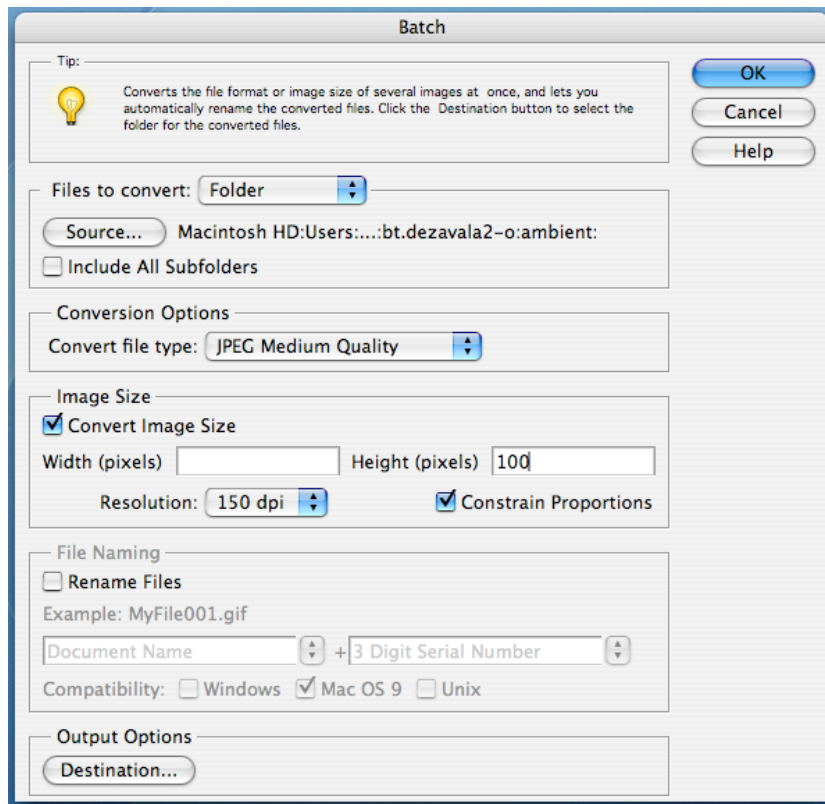 Batch
Tip:
Converts the file format or image size of several images at once, and lets you
automatically rename the converted files. Click the Destination button to select the
folder for the converted files.
OK
Cancel
Help
Files to convert: Folder
Source... Macintosh HD:Users:...:bt.dezavala2-o:ambient:
Include All Subfolders
Conversion Options
Convert file type: JPEG Medium Quality
Image Size
Convert Image Size
Width (pixels) Height (pixels) 100
Resolution: 150 dpi Constrain Proportions
File Naming
Rename Files
Example: MyFile001.gif
Document Name + 3 Digit Serial Number
Compatibility: Windows Mac OS 9 Unix
Output Options
Destination...